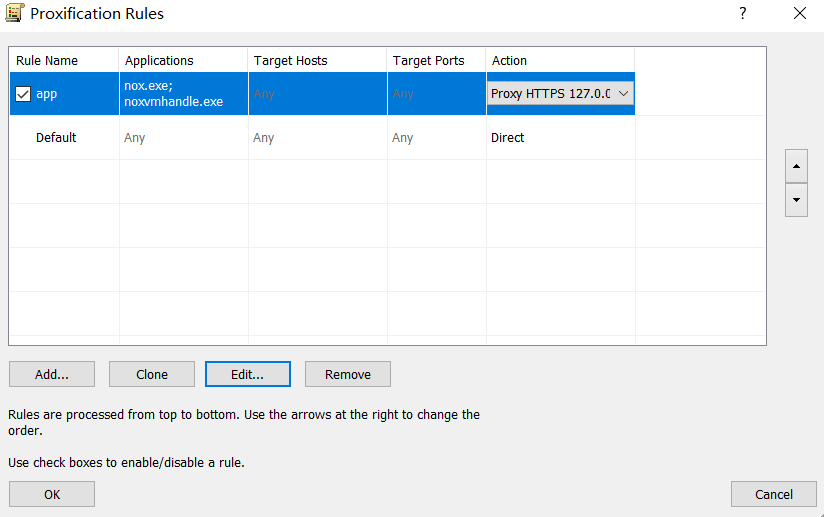 Proxification Rules
?
Rule Name Applications Target Hosts Target Ports Action
app nox.exe; noxvmhandle.exe Any Any Proxy HTTPS 127.0.0
Default Any Any Any Direct
Add... Clone Edit... Remove
Rules are processed from top to bottom. Use the arrows at the right to change the
order.
Use check boxes to enable/disable a rule.
OK Cancel